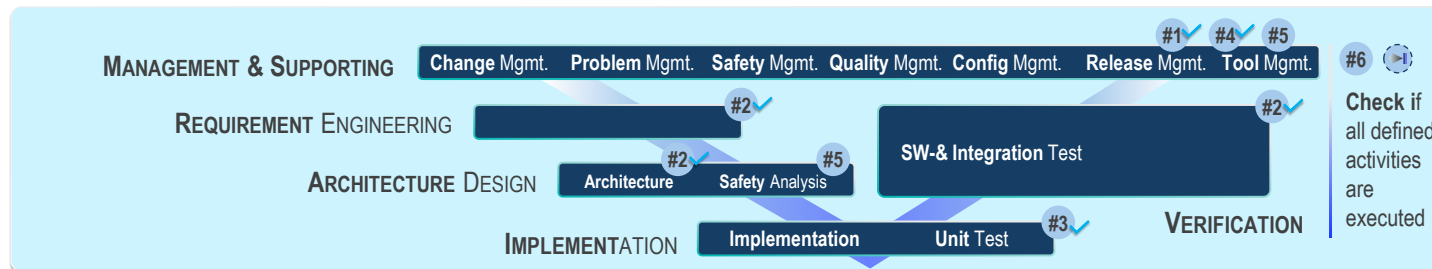 #1 #4 #5
MANAGEMENT & SUPPORTING Change Mgmt. Problem Mgmt. Safety Mgmt. Quality Mgmt. Config Mgmt. Release Mgmt. Tool Mgmt.
#6
#2 #2
REQUIREMENT ENGINEERING
Check if
all defined
activities
are
executed
SW-& Integration Test
#2 #5
ARCHITECTURE DESIGN Architecture Safety Analysis
#3
VERIFICATION
IMPLEMENTATION Implementation Unit Test